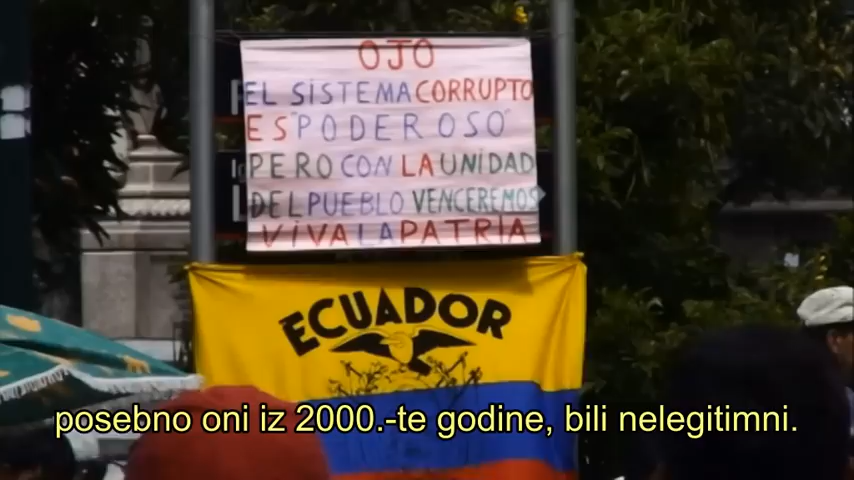 OJO
EL SISTEMA CORRUPTO
ES "PODEROSO"
PERO CON LA UNIDAD
DEL PUEBLO VENCEREMOS
VIVA LA PATRIA
ECUADOR
posebno oni iz 2000.-te godine, bili nelegitimni.